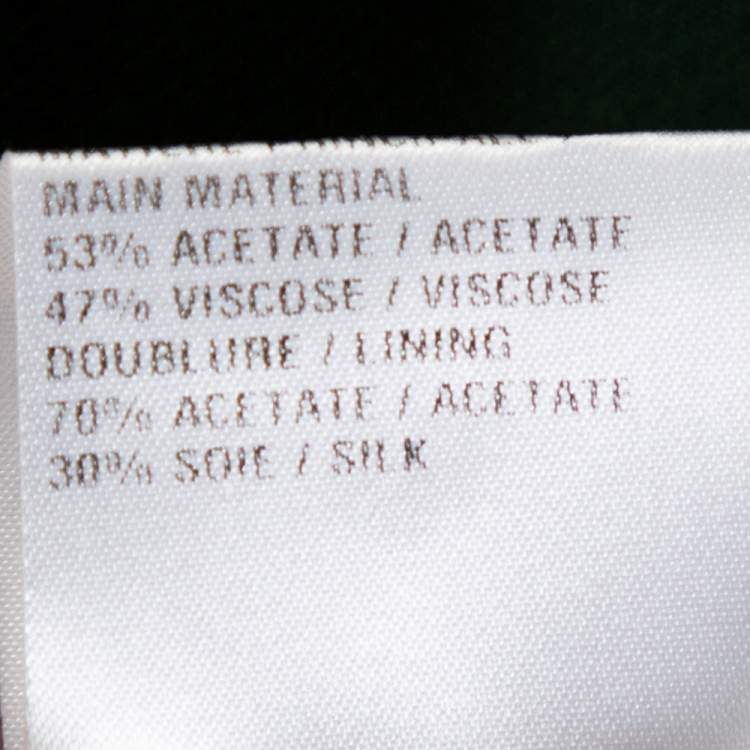 MAIN MATERIAL
53% ACETATE / ACETATE
47% VISCOSE / VISCOSE
DOUBLURE / LINING
70% ACETATE / ACETATE
30% SOIE / SILK